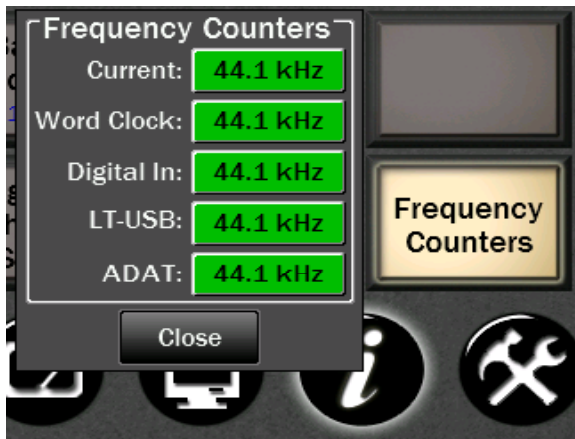 Frequency Counters
Current: 44.1 kHz
Word Clock: 44.1 kHz
Digital In: 44.1 kHz
LT-USB: 44.1 kHz
ADAT: 44.1 kHz
Close
Frequency
Counters